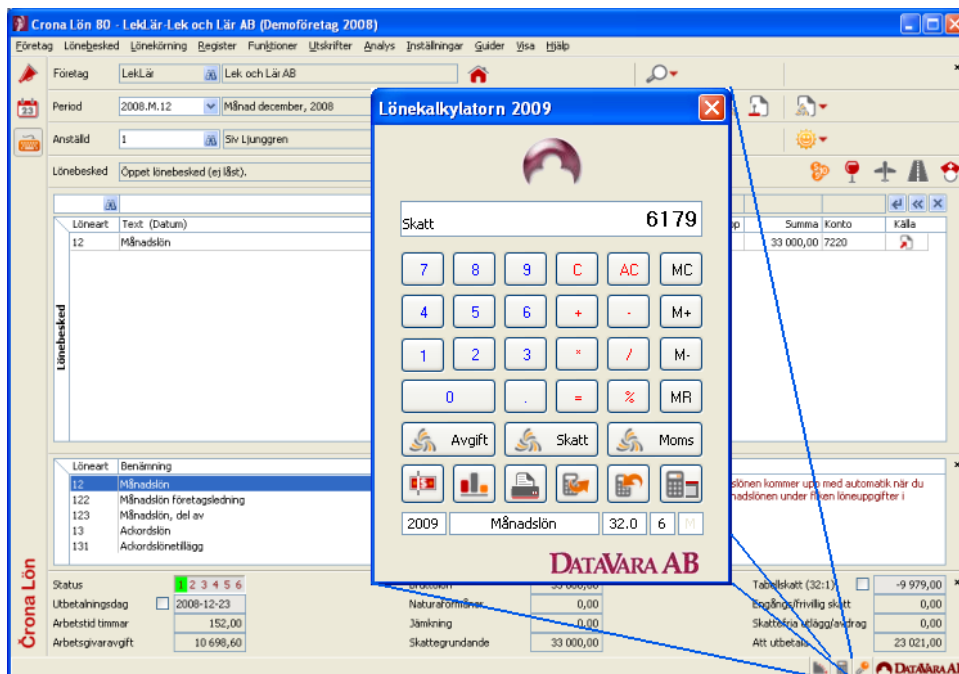 Crona Lön 80 - LekLär-Lek och Lär AB (Demoföretag 2008)
Företag Lönebesked Lönekörning Register Funktioner Utskrifter Analys Inställningar Guider Visa Hjälp
Företag LekLär Lek och Lär AB
23 Period 2008.M.12 Månad december, 2008
Anställd 1 Siv Ljunggren
Lönebesked Öppet lönebesked (ej låst).
Löneart Text (Datum) Summa Konto Källa
12 Månadslön 33 000,00 7220
Lönebesked
Lönekalkylatorn 2009
Skatt 6179
7 8 9 C AC MC
4 5 6 + - M+
1 2 3 * / M-
0 . = % MR
Avgift Skatt Moms
2009 Månadslön 32.0 6 M
DATAVARA AB
Löneart Benämning
12 Månadslön
122 Månadslön företagsledning
123 Månadslön, del av
13 Ackordslön
131 Ackordslönetillägg
kommer upp med automatik när du
under fliken löneuppgifter i
Crona Lön
Status 1 2 3 4 5 6 33 000,00 Tabellskatt (32:1) -9 979,00
Utbetalningsdag 2008-12-23 Naturaförmåner 0,00 Engångs/frivillig skatt 0,00
Arbetstid timmar 152,00 Jämkning 0,00 Skattefria utlägg/avdrag 0,00
Arbetsgivaravgift 10 698,60 Skattegrundande 33 000,00 Att utbetala 23 021,00
DATAVARA AB